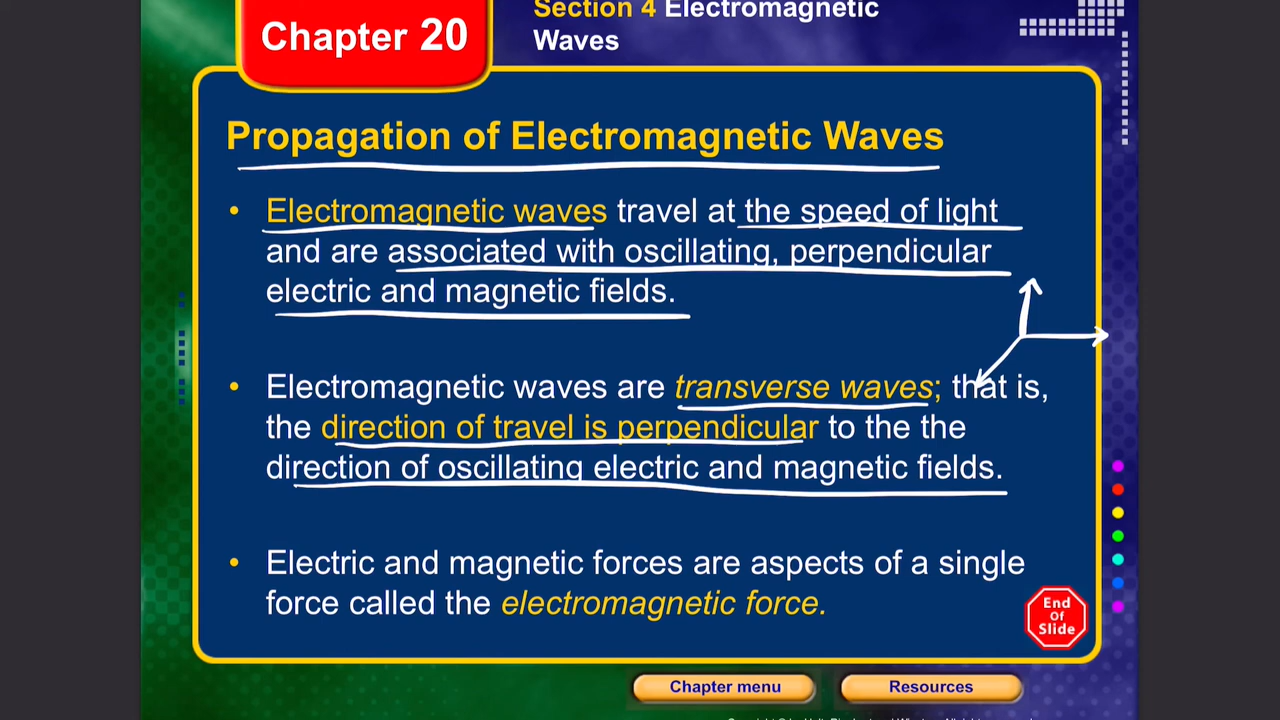 Section 4 Electromagnetic
Waves
Chapter 20
Propagation of Electromagnetic Waves
• Electromagnetic waves travel at the speed of light
and are associated with oscillating, perpendicular
electric and magnetic fields.
• Electromagnetic waves are transverse waves; that is,
the direction of travel is perpendicular to the the
direction of oscillating electric and magnetic fields.
• Electric and magnetic forces are aspects of a single
force called the electromagnetic force.
End
Of
Slide
Chapter menu
Resources